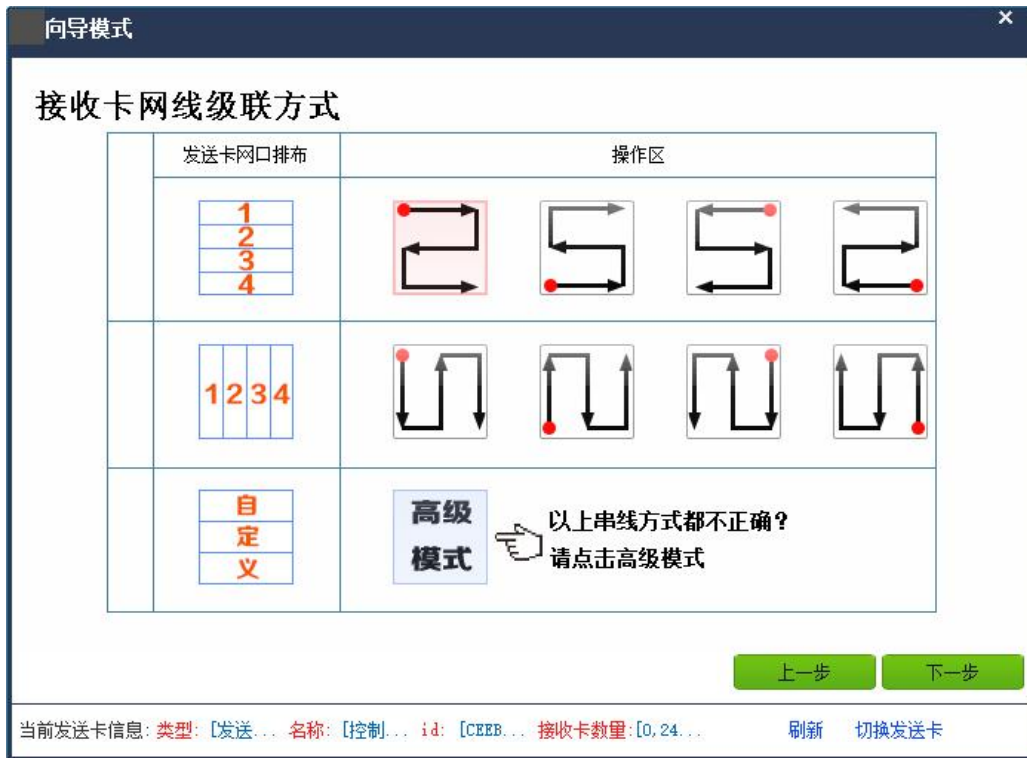 向导模式
接收卡网线级联方式
发送卡网口排布
操作区
1
2
3
4
1 2 3 4
自
定
义
高级
模式
以上串线方式都不正确?
请点击高级模式
上一步
下一步
当前发送卡信息: 类型: [发送... 名称: [控制... id: [CEEB... 接收卡数量:[0,24... 刷新 切换发送卡